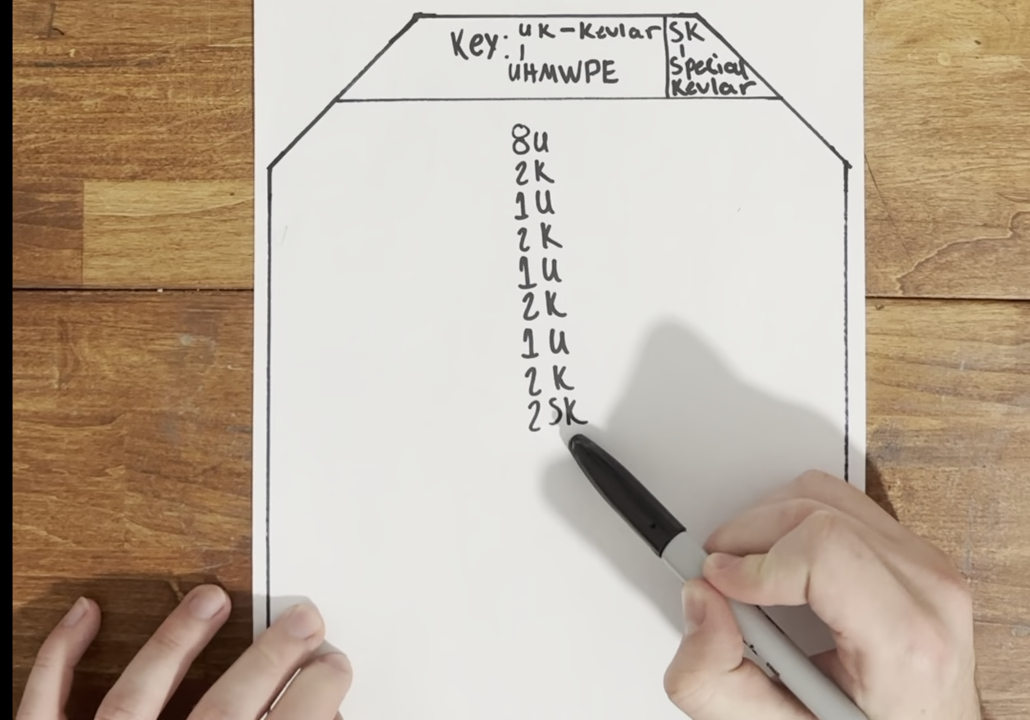 Key: UK-Kevlar
UHMWPE
SK
Special
Kevlar
8U
2K
1U
2K
1U
2K
1U
2K
2SK